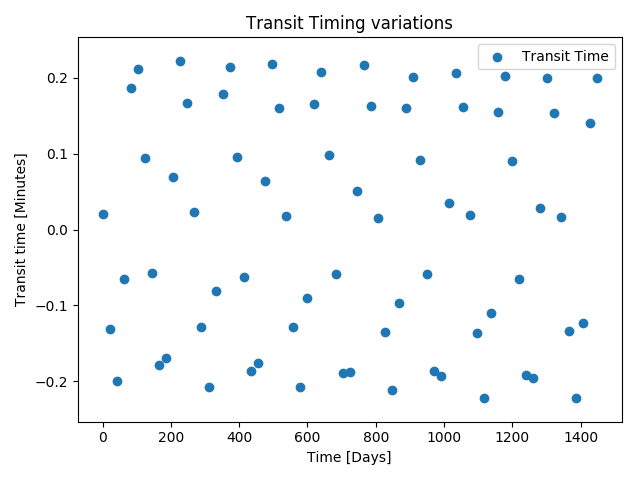 Transit Timing variations
Transit Time
0.2
0.1
0.0
−0.1
−0.2
Transit time [Minutes]
0 200 400 600 800 1000 1200 1400
Time [Days]